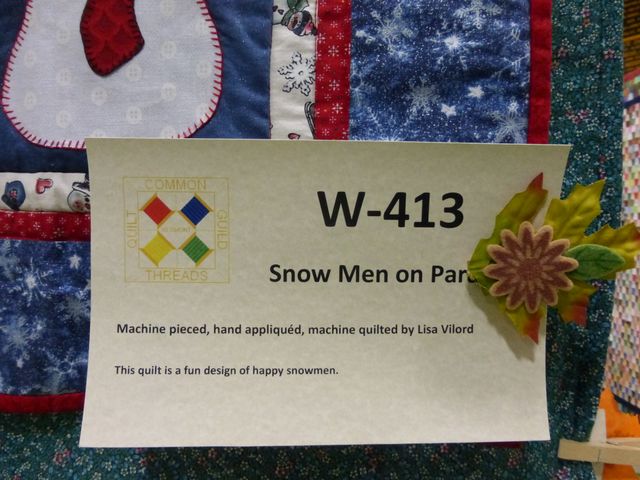 COMMON
QUILT
GUILD
THREADS
W-413
Snow Men on Par
Machine pieced, hand appliquéd, machine quilted by Lisa Vilord
This quilt is a fun design of happy snowmen.